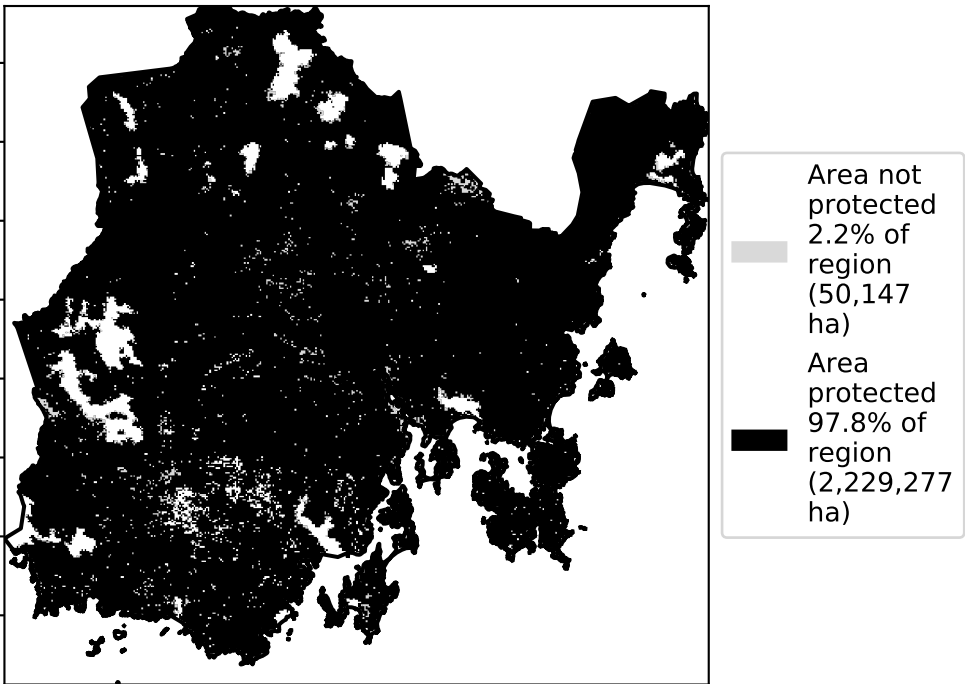 Area not
protected
2.2% of
region
(50,147
ha)
Area
protected
97.8% of
region
(2,229,277
ha)